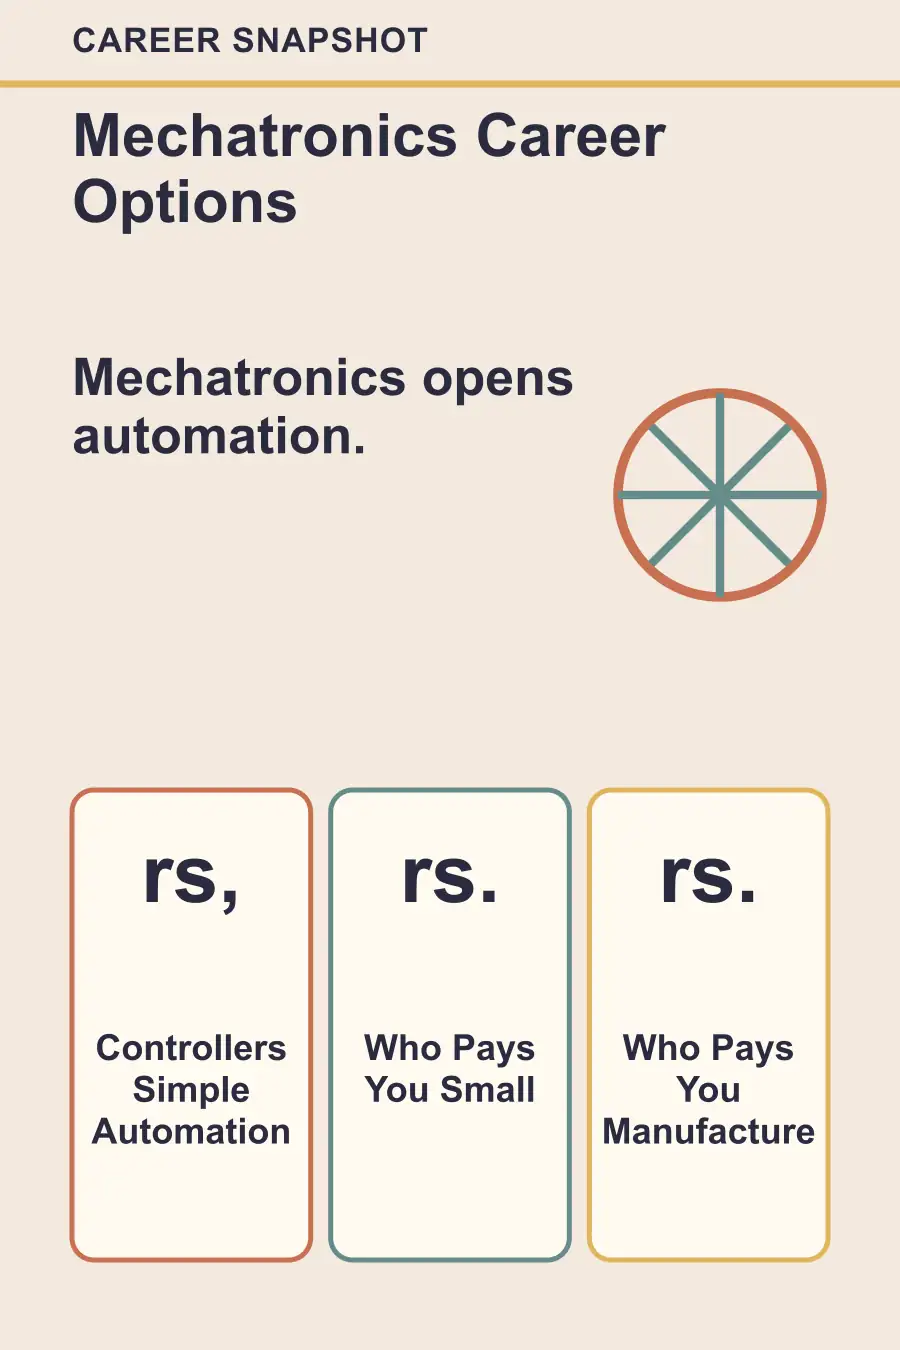 CAREER SNAPSHOT
Mechatronics Career
Options
Mechatronics opens
automation.
rs,
Controllers
Simple
Automation
rs.
Who Pays
You Small
rs.
Who Pays
You
Manufacture